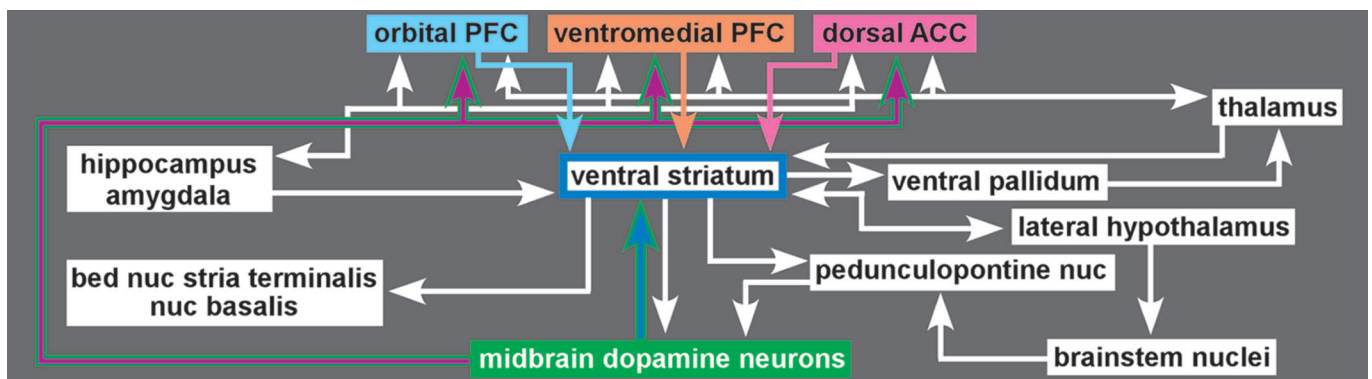 orbital PFC
ventromedial PFC
dorsal ACC
thalamus
hippocampus
amygdala
ventral striatum
ventral pallidum
lateral hypothalamus
bed nuc stria terminalis
nuc basalis
pedunculopontine nuc
midbrain dopamine neurons
brainstem nuclei